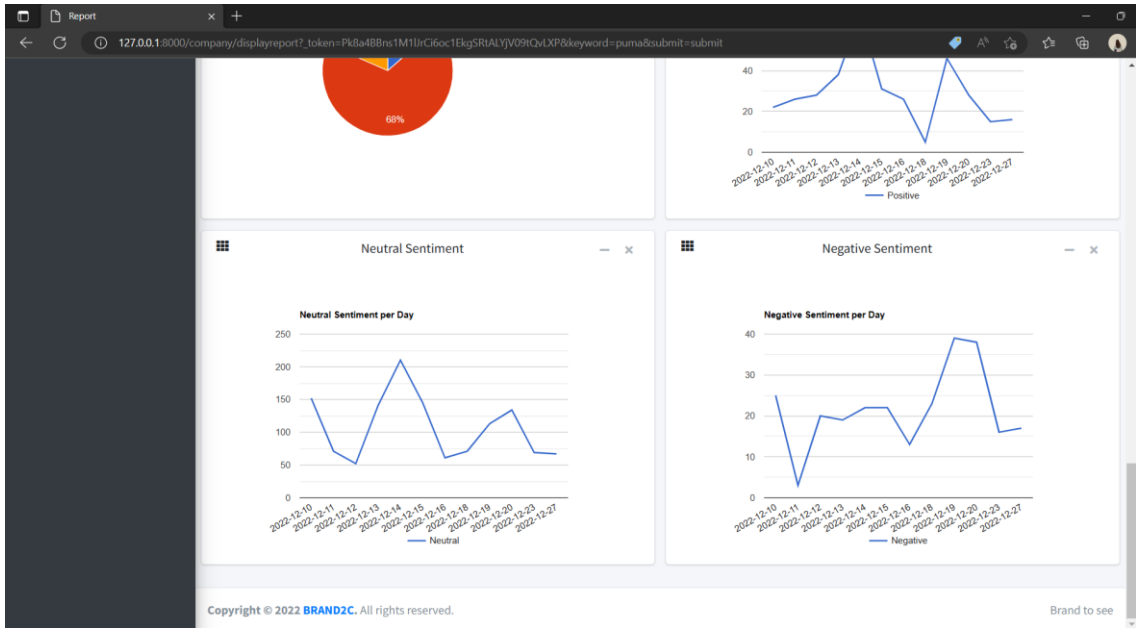 Report
127.0.0.1:8000/company/displayreport?_token=Pk8a4BBns1M1lJrCi6oc1EkgSRtALYjV09tQvLXP&keyword=puma&submit=submit
68%
40
20
0
2022-12-10 2022-12-11 2022-12-12 2022-12-13 2022-12-14 2022-12-15 2022-12-16 2022-12-18 2022-12-19 2022-12-20 2022-12-23 2022-12-27
Positive
Neutral Sentiment
Neutral Sentiment per Day
250
200
150
100
50
0
2022-12-10 2022-12-11 2022-12-12 2022-12-13 2022-12-14 2022-12-15 2022-12-16 2022-12-18 2022-12-19 2022-12-20 2022-12-23 2022-12-27
Neutral
Negative Sentiment
Negative Sentiment per Day
40
30
20
10
0
2022-12-10 2022-12-11 2022-12-12 2022-12-13 2022-12-14 2022-12-15 2022-12-16 2022-12-18 2022-12-19 2022-12-20 2022-12-23 2022-12-27
Negative
Copyright © 2022 BRAND2C. All rights reserved.
Brand to see